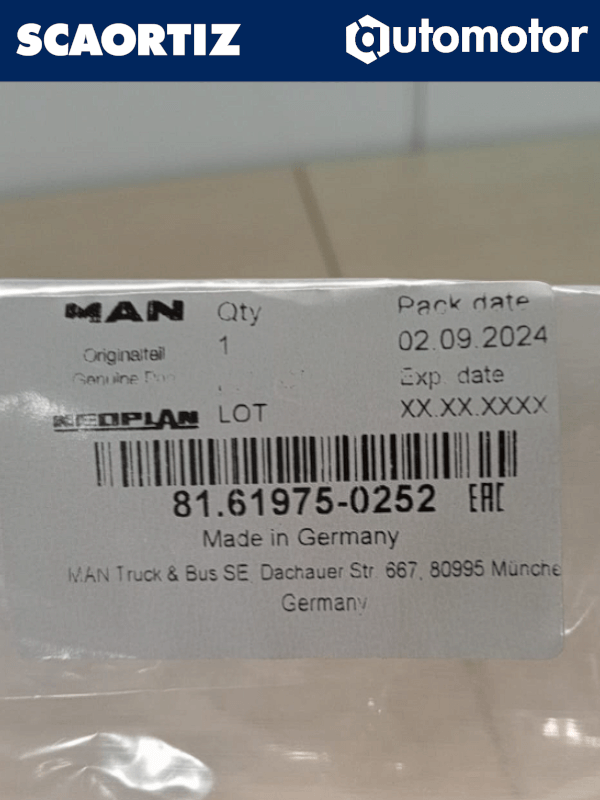 SCAORTIZ automotor
MAN Qty Pack date
1 02.09.2024
Originalteil
Genuine Exp. date
NEOPLAN LOT XX.XX.XXXX
81.61975-0252 EAC
Made in Germany
MAN Truck & Bus SE, Dachauer Str. 667, 80995 Münche
Germany